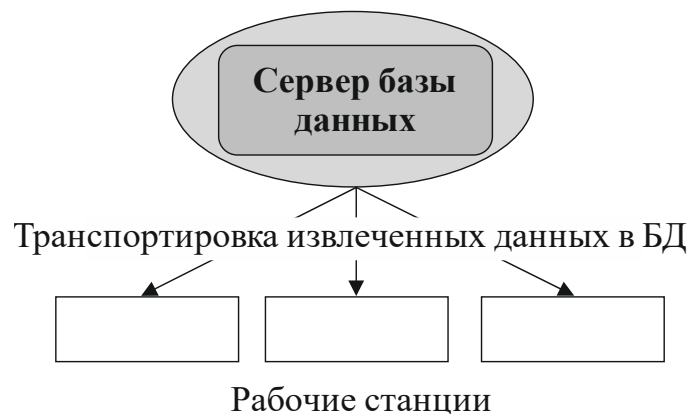 Сервер базы
данных
Транспортировка извлеченных данных в БД
Рабочие станции